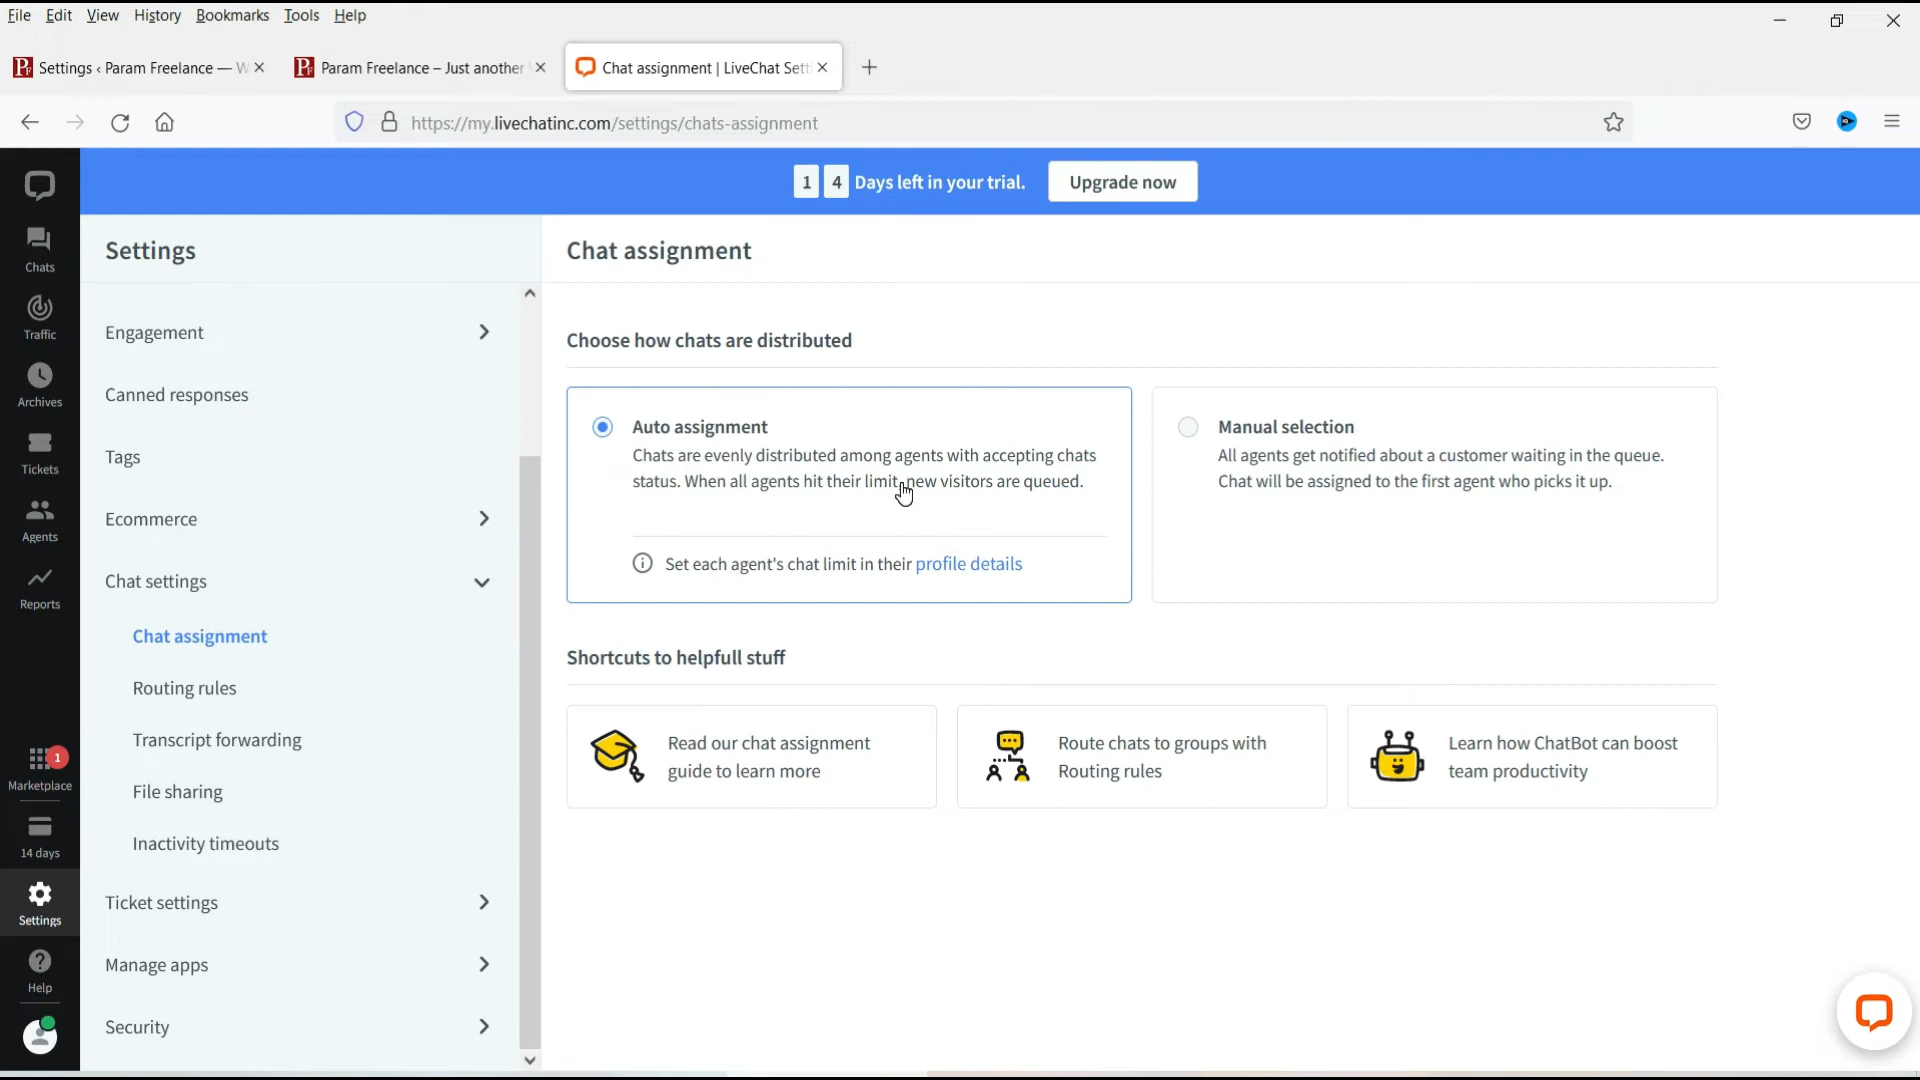 File Edit View History Bookmarks Tools Help
Settings ‹ Param Freelance — W
Param Freelance – Just another
Chat assignment | LiveChat Sett
https://my.livechatinc.com/settings/chats-assignment
1 4 Days left in your trial.
Upgrade now
Chats
Traffic
Archives
Tickets
Agents
Reports
1
Marketplace
14 days
Settings
Help
Settings
Engagement
Canned responses
Tags
Ecommerce
Chat settings
Chat assignment
Routing rules
Transcript forwarding
File sharing
Inactivity timeouts
Ticket settings
Manage apps
Security
Chat assignment
Choose how chats are distributed
Auto assignment
Chats are evenly distributed among agents with accepting chats
status. When all agents hit their limit, new visitors are queued.
Set each agent's chat limit in their profile details
Manual selection
All agents get notified about a customer waiting in the queue.
Chat will be assigned to the first agent who picks it up.
Shortcuts to helpfull stuff
Read our chat assignment
guide to learn more
Route chats to groups with
Routing rules
Learn how ChatBot can boost
team productivity